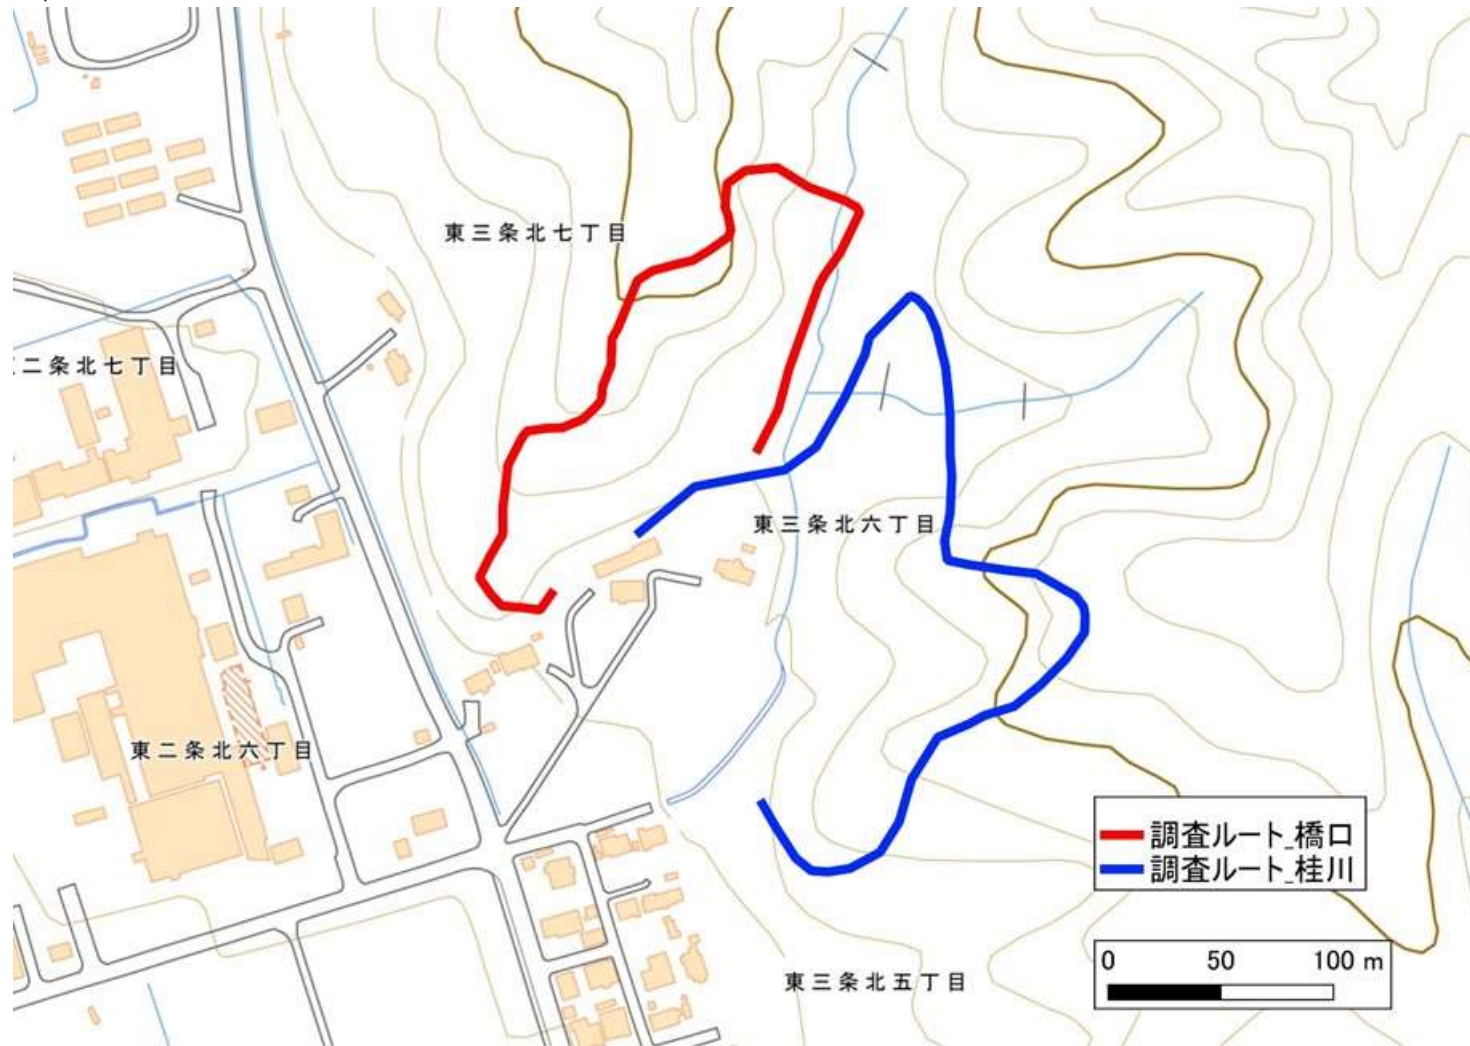 東三条北七丁目
二条北七丁目
東三条北六丁目
東二条北六丁目
調査ルート_橋口
調査ルート_桂川
0 50 100 m
東三条北五丁目